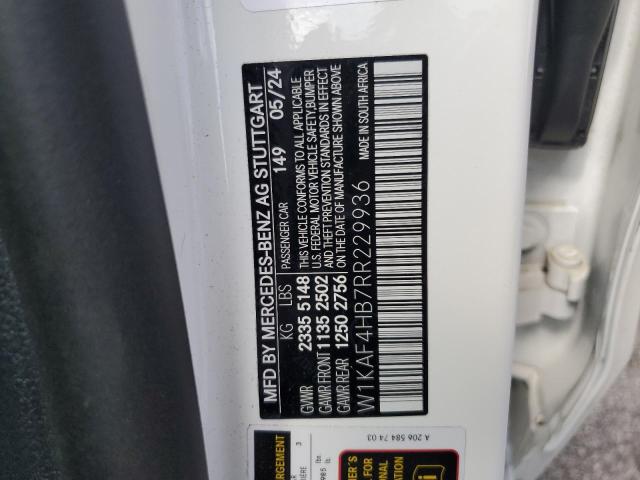 MFD BY MERCEDES-BENZ AG STUTTGART
PASSENGER CAR 149 05/24
KG LBS
GVWR 2335 5148
GAWR FRONT 1135 2502
GAWR REAR 1250 2756
THIS VEHICLE CONFORMS TO ALL APPLICABLE
U.S. FEDERAL MOTOR VEHICLE SAFETY, BUMPER
AND THEFT PREVENTION STANDARDS IN EFFECT
ON THE DATE OF MANUFACTURE SHOWN ABOVE
W1KAF4HB7RR229936 MADE IN SOUTH AFRICA
A 206 584 74 03
3